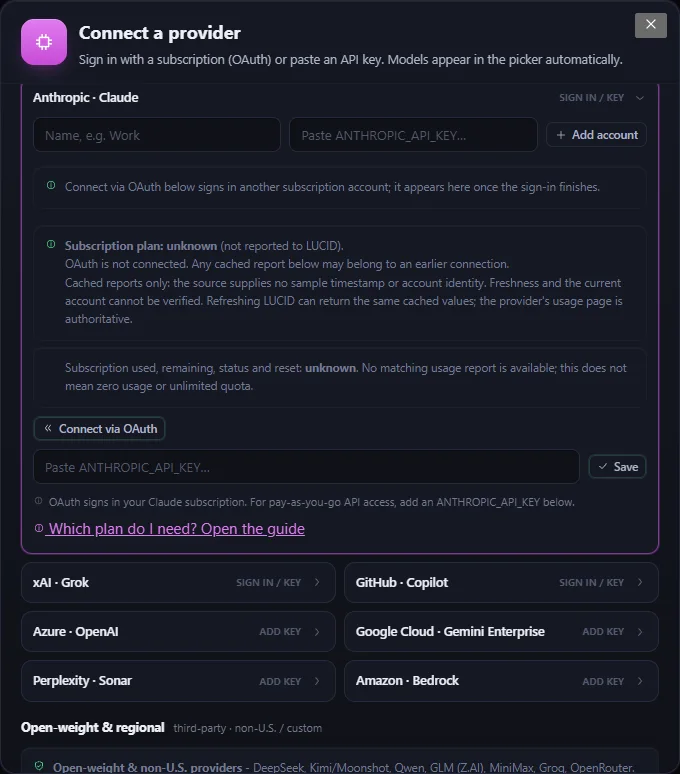 Connect a provider
Sign in with a subscription (OAuth) or paste an API key. Models appear in the picker automatically.
Anthropic · Claude
SIGN IN / KEY
Name, e.g. Work
Paste ANTHROPIC_API_KEY...
+ Add account
Connect via OAuth below signs in another subscription account; it appears here once the sign-in finishes.
Subscription plan: unknown (not reported to LUCID).
OAuth is not connected. Any cached report below may belong to an earlier connection.
Cached reports only: the source supplies no sample timestamp or account identity. Freshness and the current
account cannot be verified. Refreshing LUCID can return the same cached values; the provider's usage page is
authoritative.
Subscription used, remaining, status and reset: unknown. No matching usage report is available; this does not
mean zero usage or unlimited quota.
Connect via OAuth
Paste ANTHROPIC_API_KEY...
Save
OAuth signs in your Claude subscription. For pay-as-you-go API access, add an ANTHROPIC_API_KEY below.
Which plan do I need? Open the guide
xAI · Grok
SIGN IN / KEY
GitHub · Copilot
SIGN IN / KEY
Azure · OpenAI
ADD KEY
Google Cloud · Gemini Enterprise
ADD KEY
Perplexity · Sonar
ADD KEY
Amazon · Bedrock
ADD KEY
Open-weight & regional third-party · non-U.S. / custom
Open-weight & non-U.S. providers - DeepSeek, Kimi/Moonshot, Qwen, GLM (Z.AI), MiniMax, Groq, OpenRouter,